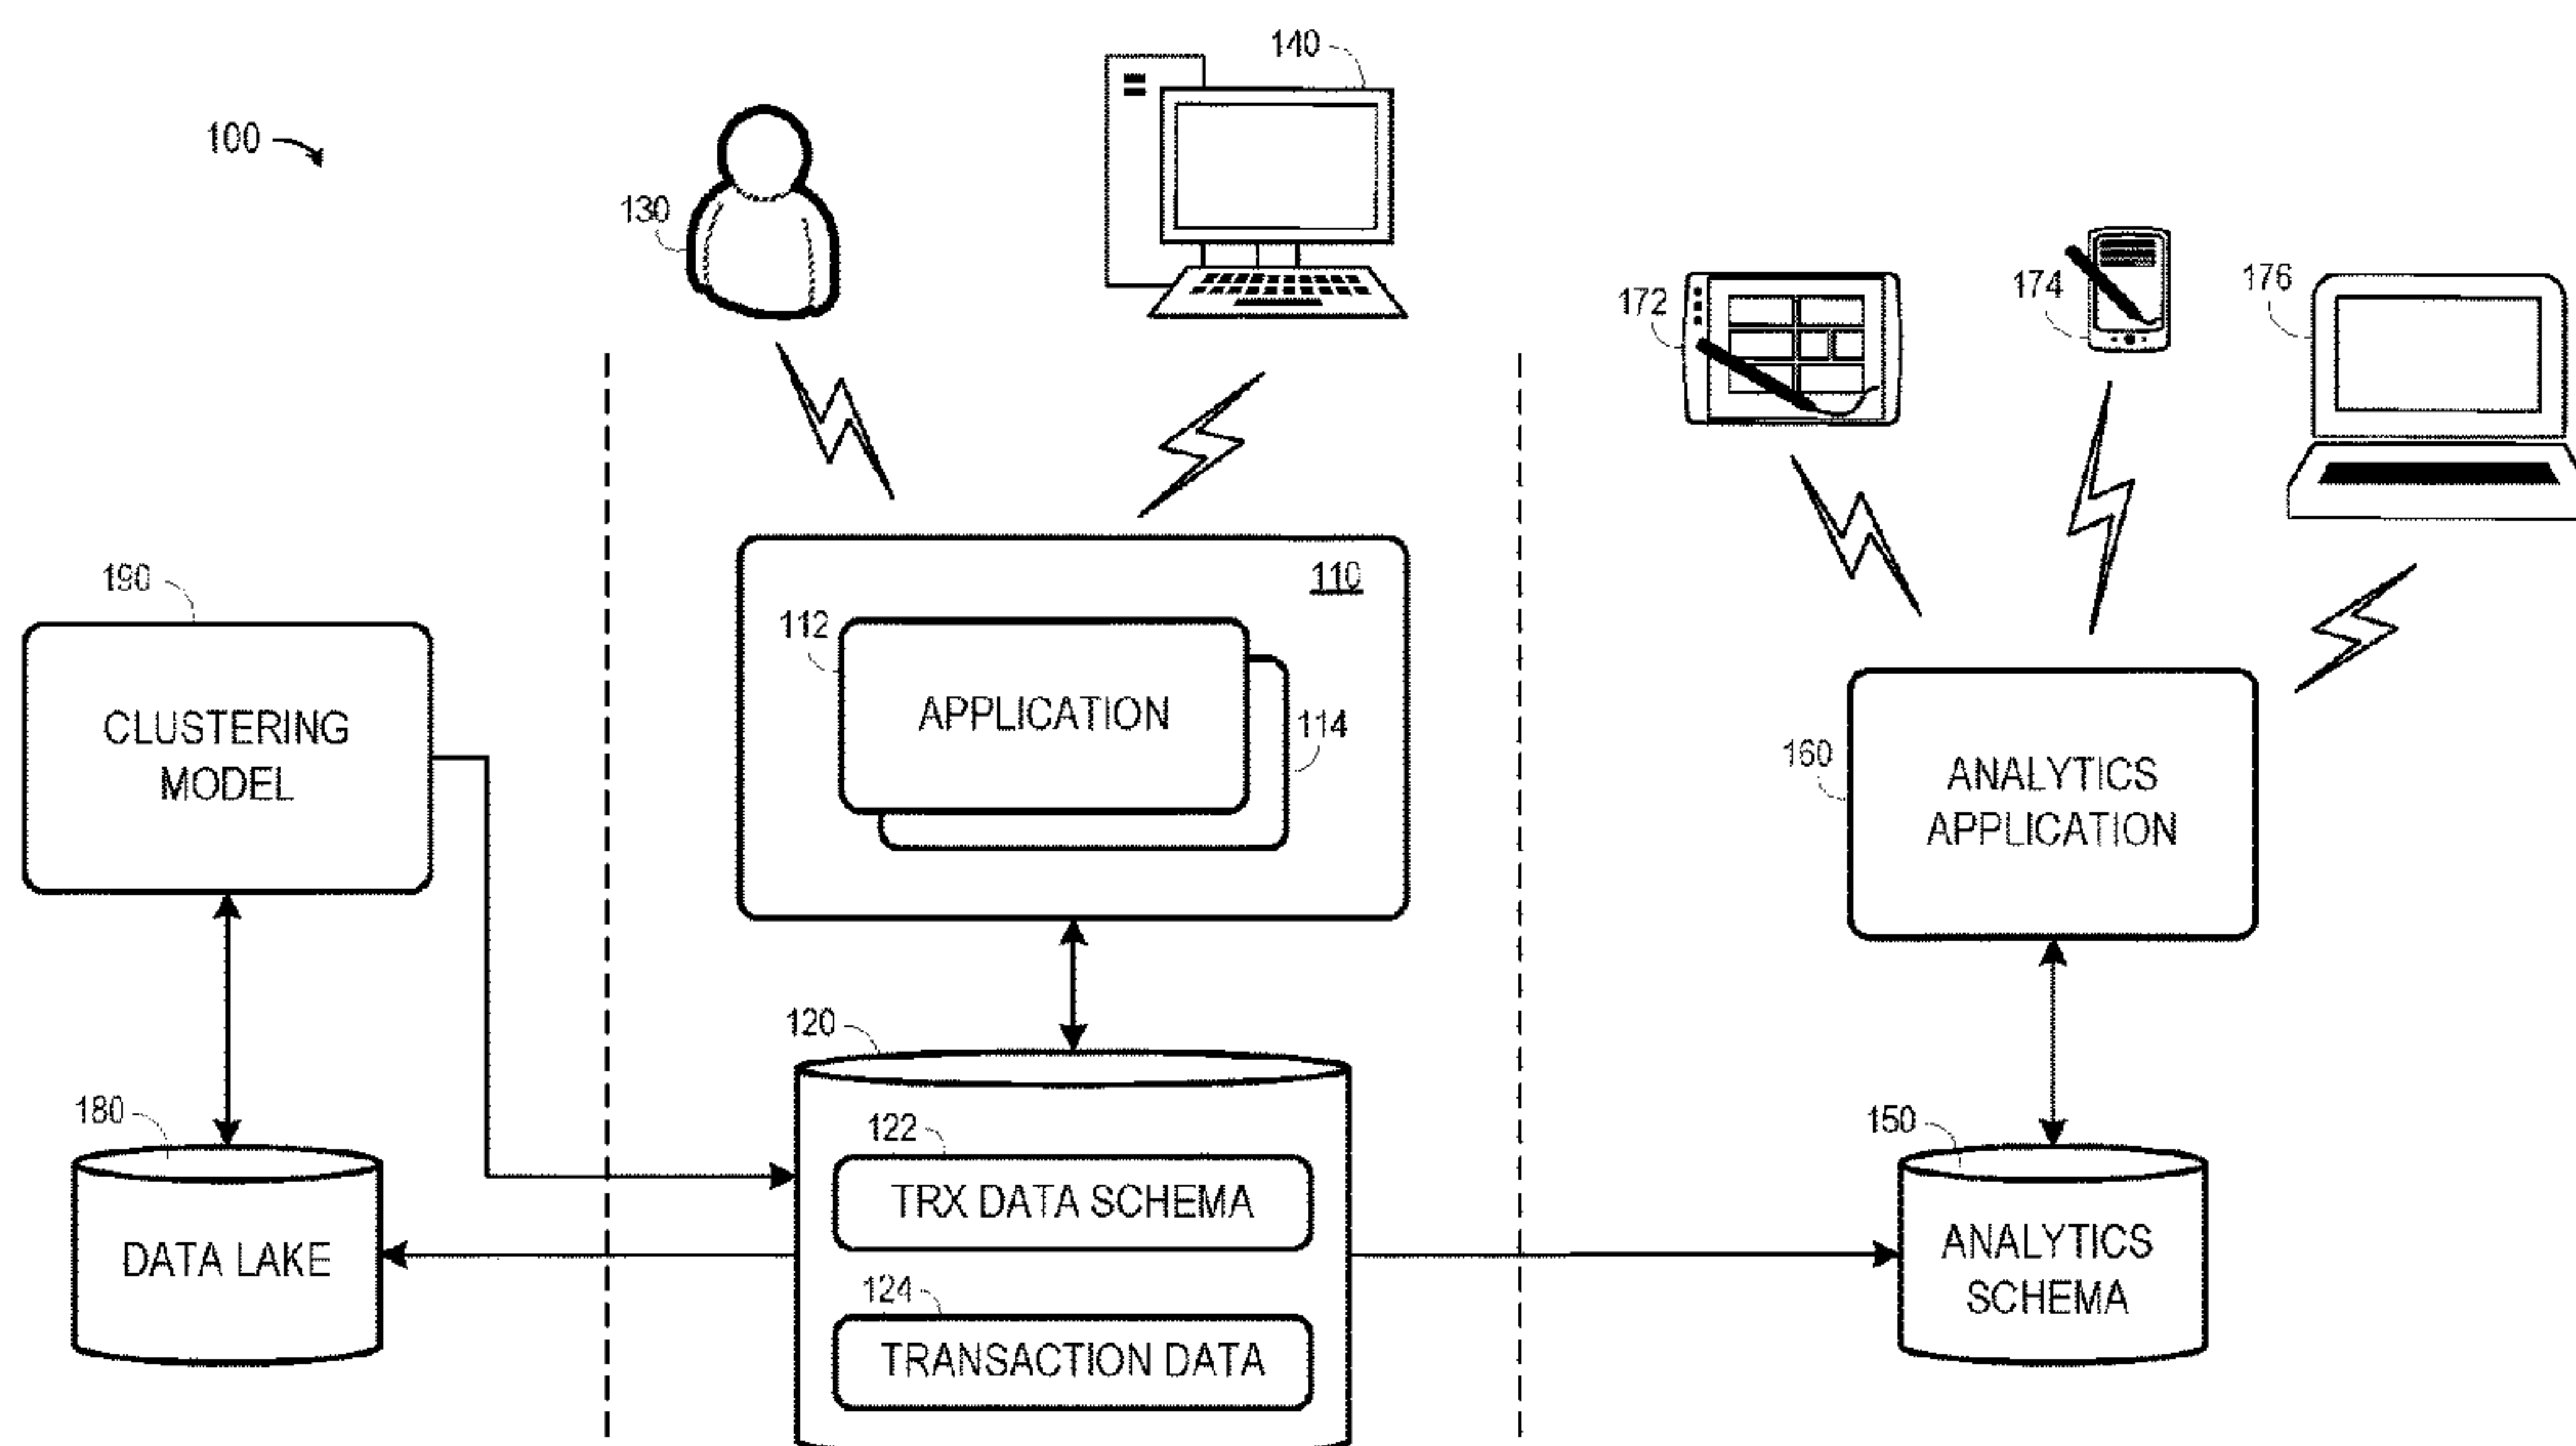 140
100
130
172
174
176
190
110
112
APPLICATION
114
CLUSTERING
MODEL
160
ANALYTICS
APPLICATION
120
180
122
150
TRX DATA SCHEMA
DATA LAKE
ANALYTICS
SCHEMA
124
TRANSACTION DATA